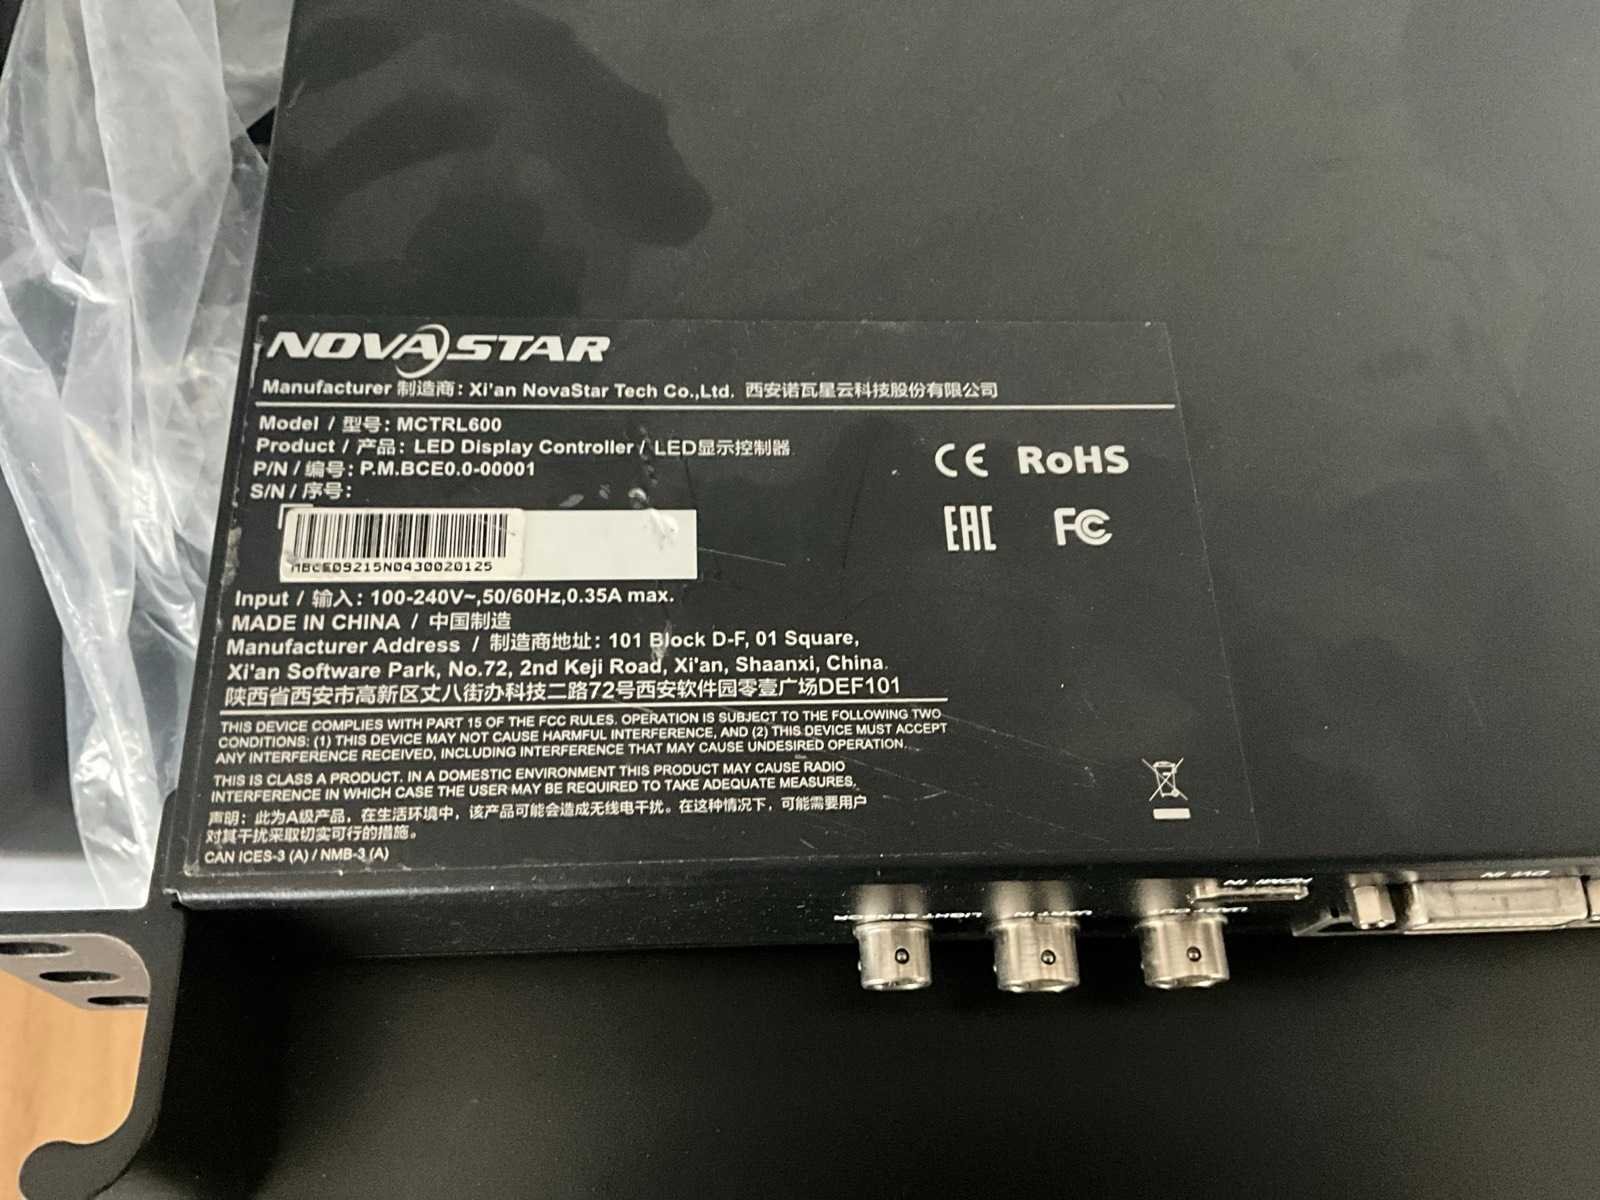 NOVASTAR
Manufacturer 制造商: Xi'an NovaStar Tech Co.,Ltd. 西安诺瓦星云科技股份有限公司
Model / 型号: MCTRL600
Product / 产品: LED Display Controller / LED显示控制器
P/N / 编号: P.M.BCE0.0-00001
S/N / 序号:
MBCE09215N0430020125
Input / 输入: 100-240V~,50/60Hz,0.35A max.
MADE IN CHINA / 中国制造
Manufacturer Address / 制造商地址: 101 Block D-F, 01 Square,
Xi'an Software Park, No.72, 2nd Keji Road, Xi'an, Shaanxi, China.
陕西省西安市高新区丈八街办科技二路72号西安软件园零壹广场DEF101
THIS DEVICE COMPLIES WITH PART 15 OF THE FCC RULES. OPERATION IS SUBJECT TO THE FOLLOWING TWO
CONDITIONS: (1) THIS DEVICE MAY NOT CAUSE HARMFUL INTERFERENCE, AND (2) THIS DEVICE MUST ACCEPT
ANY INTERFERENCE RECEIVED, INCLUDING INTERFERENCE THAT MAY CAUSE UNDESIRED OPERATION.
THIS IS CLASS A PRODUCT. IN A DOMESTIC ENVIRONMENT THIS PRODUCT MAY CAUSE RADIO
INTERFERENCE IN WHICH CASE THE USER MAY BE REQUIRED TO TAKE ADEQUATE MEASURES.
声明: 此为A级产品, 在生活环境中, 该产品可能会造成无线电干扰。在这种情况下, 可能需要用户
对其干扰采取切实可行的措施。
CAN ICES-3 (A) / NMB-3 (A)
CE RoHS
EAC FC
LIGHT SENSOR
UART IN
UART OUT
HDMI IN
DVI IN